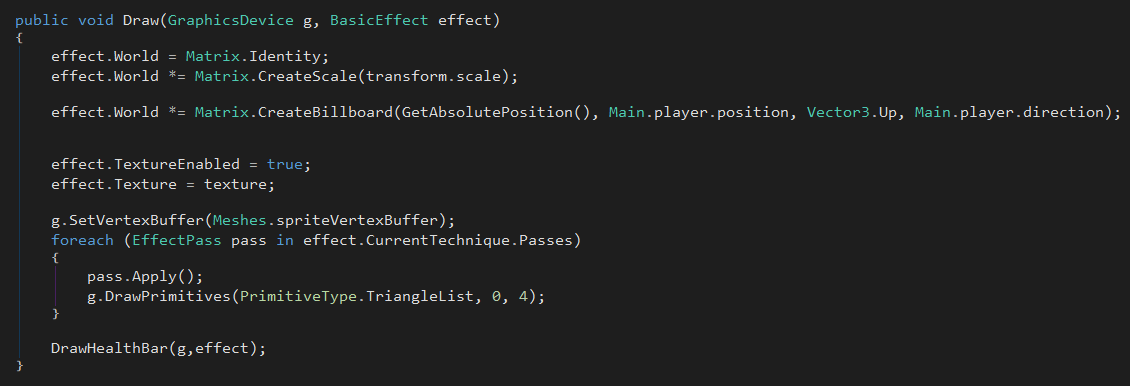 public void Draw(GraphicsDevice g, BasicEffect effect)
{
effect.World = Matrix.Identity;
effect.World *= Matrix.CreateScale(transform.scale);
effect.World *= Matrix.CreateBillboard(GetAbsolutePosition(), Main.player.position, Vector3.Up, Main.player.direction);
effect.TextureEnabled = true;
effect.Texture = texture;
g.SetVertexBuffer(Meshes.spriteVertexBuffer);
foreach (EffectPass pass in effect.CurrentTechnique.Passes)
{
pass.Apply();
g.DrawPrimitives(PrimitiveType.TriangleList, 0, 4);
}
DrawHealthBar(g,effect);
}